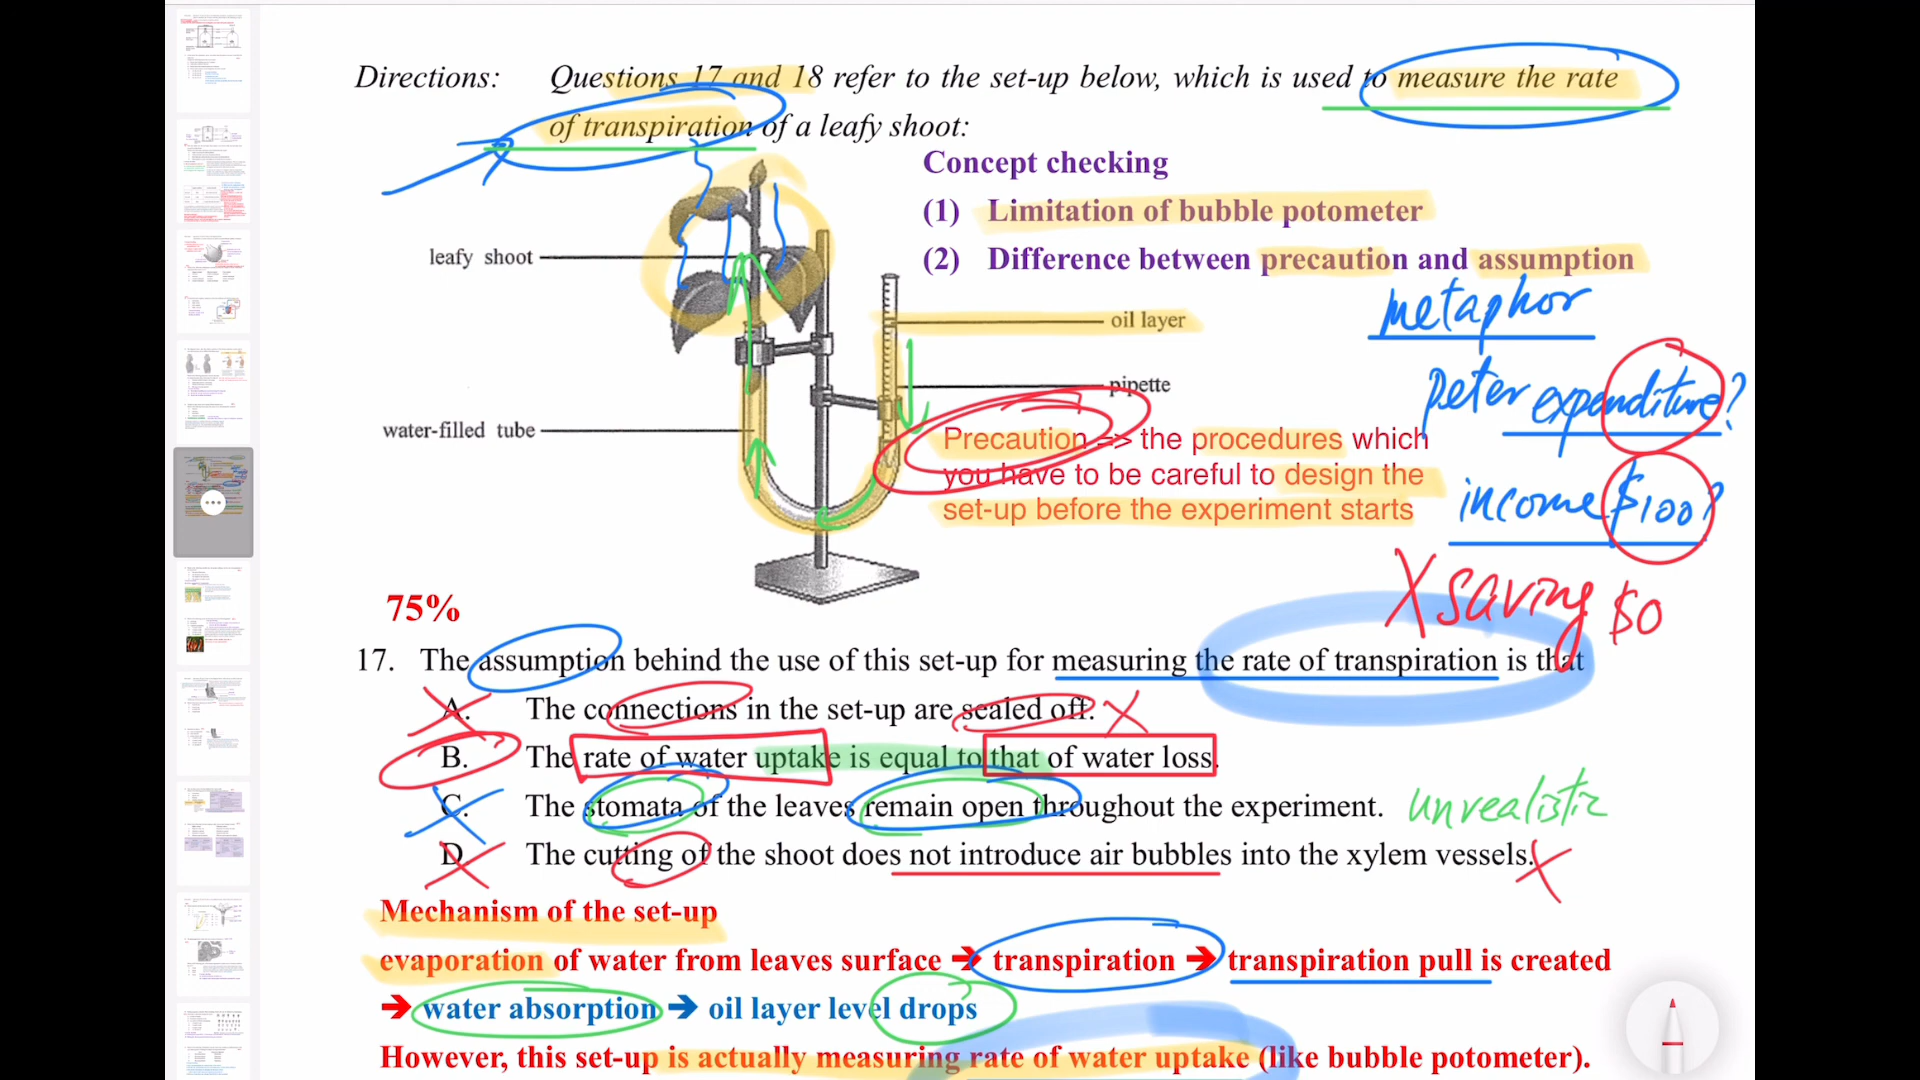 Directions: Questions 17 and 18 refer to the set-up below, which is used to measure the rate
of transpiration of a leafy shoot:
Concept checking
(1) Limitation of bubble potometer
(2) Difference between precaution and assumption
leafy shoot
metaphor
oil layer
pipette
peter expenditure?
water-filled tube
Precaution => the procedures which
you have to be careful to design the
set-up before the experiment starts
income $100?
X saving $0
75%
17. The assumption behind the use of this set-up for measuring the rate of transpiration is that
A. The connections in the set-up are sealed off. X
B. The rate of water uptake is equal to that of water loss.
C. The stomata of the leaves remain open throughout the experiment. unrealistic
D. The cutting of the shoot does not introduce air bubbles into the xylem vessels. X
Mechanism of the set-up
evaporation of water from leaves surface ➔ transpiration ➔ transpiration pull is created
➔ water absorption ➔ oil layer level drops
However, this set-up is actually measuring rate of water uptake (like bubble potometer).